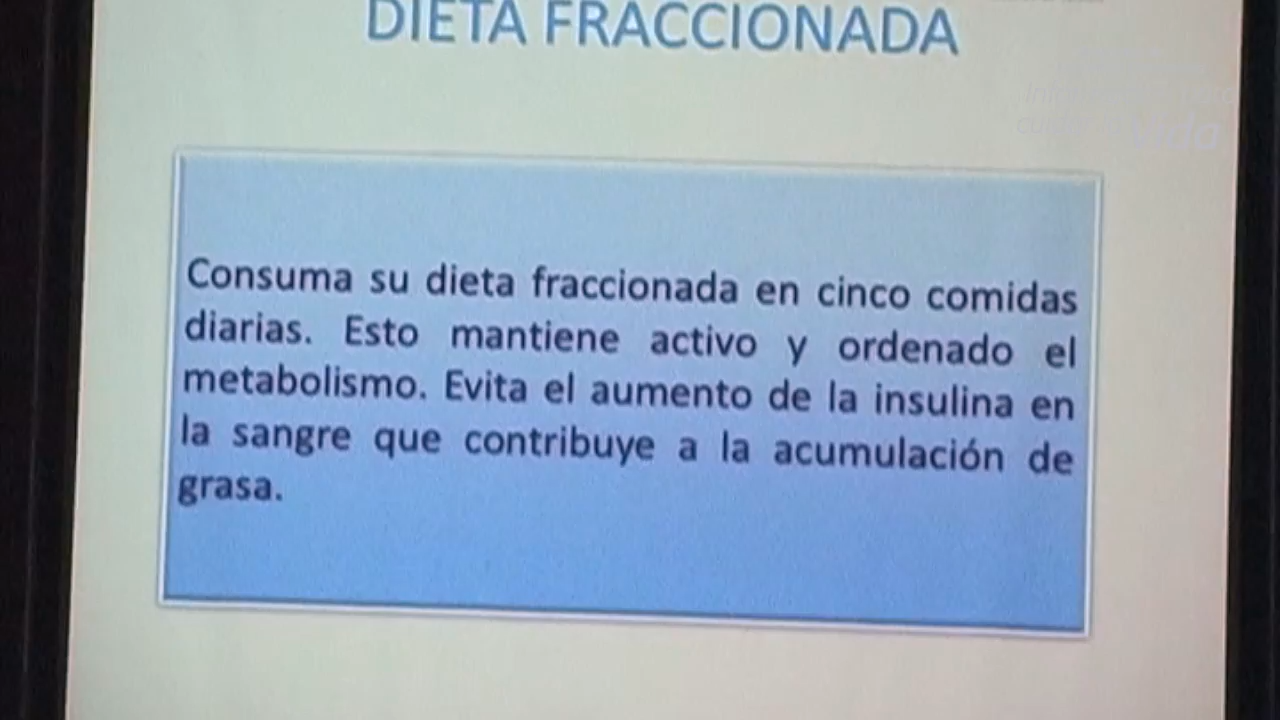 DIETA FRACCIONADA
Vida
Consuma su dieta fraccionada en cinco comidas
diarias. Esto mantiene activo y ordenado el
metabolismo. Evita el aumento de la insulina en
la sangre que contribuye a la acumulación de
grasa.